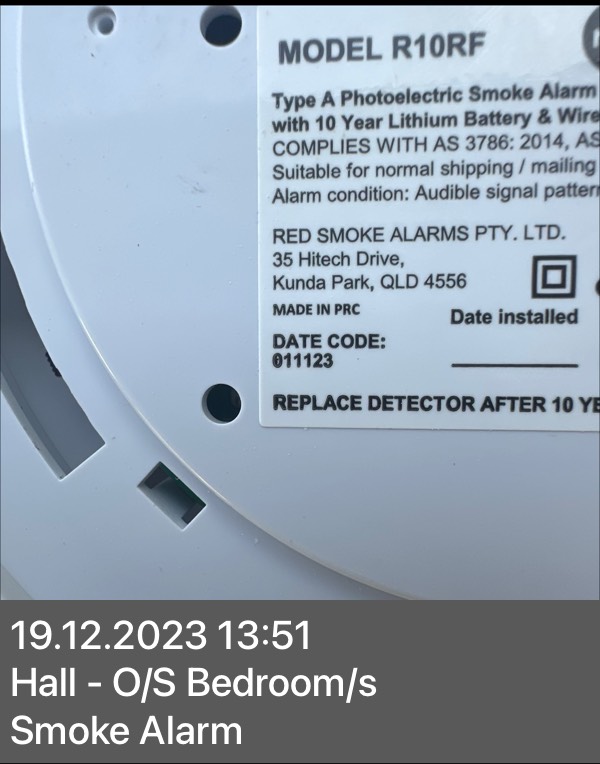 MODEL R10RF
Type A Photoelectric Smoke Alarm
with 10 Year Lithium Battery & Wire
COMPLIES WITH AS 3786: 2014, AS
Suitable for normal shipping / mailing
Alarm condition: Audible signal pattern
RED SMOKE ALARMS PTY. LTD.
35 Hitech Drive,
Kunda Park, QLD 4556
MADE IN PRC
Date installed
DATE CODE:
011123
REPLACE DETECTOR AFTER 10 YE
19.12.2023 13:51
Hall - O/S Bedroom/s
Smoke Alarm